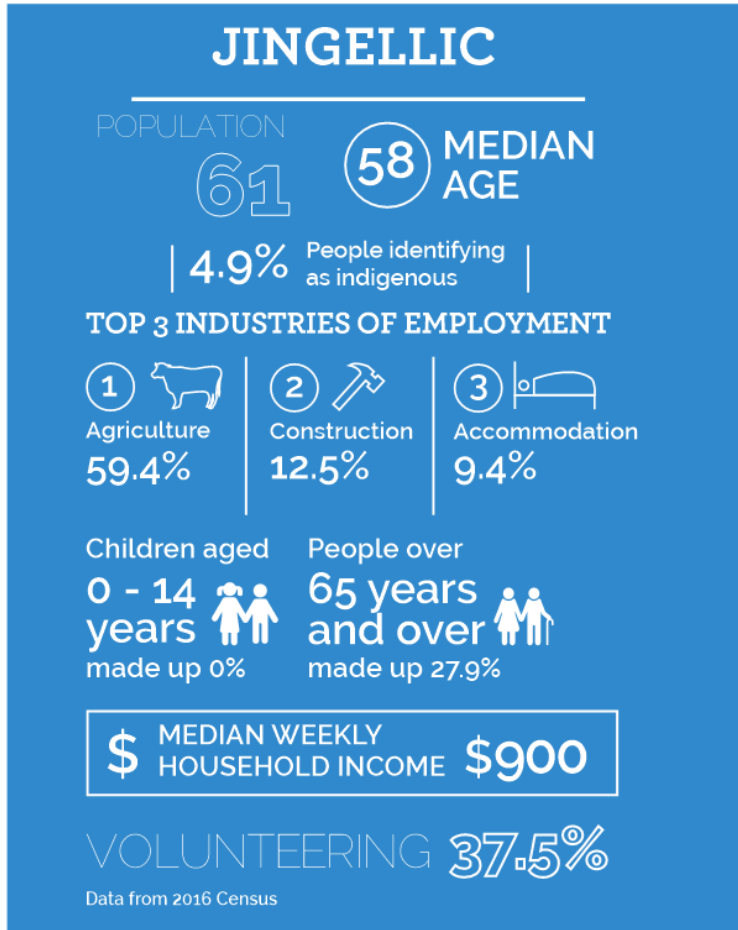 JINGELLIC
POPULATION
61
58
MEDIAN
AGE
4.9%
People identifying
as indigenous
TOP 3 INDUSTRIES OF EMPLOYMENT
1
Agriculture
59.4%
2
Construction
12.5%
3
Accommodation
9.4%
Children aged
0 - 14
years
made up 0%
People over
65 years
and over
made up 27.9%
$
MEDIAN WEEKLY
HOUSEHOLD INCOME
$900
VOLUNTEERING 37.5%
Data from 2016 Census